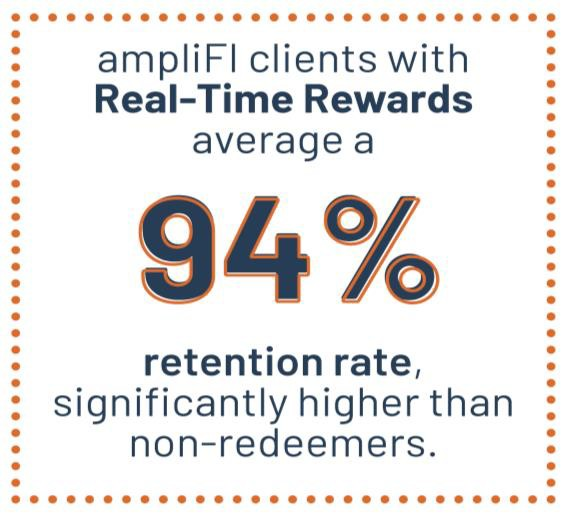 ampliFI clients with
Real-Time Rewards
average a
94%
retention rate,
significantly higher than
non-redeemers.